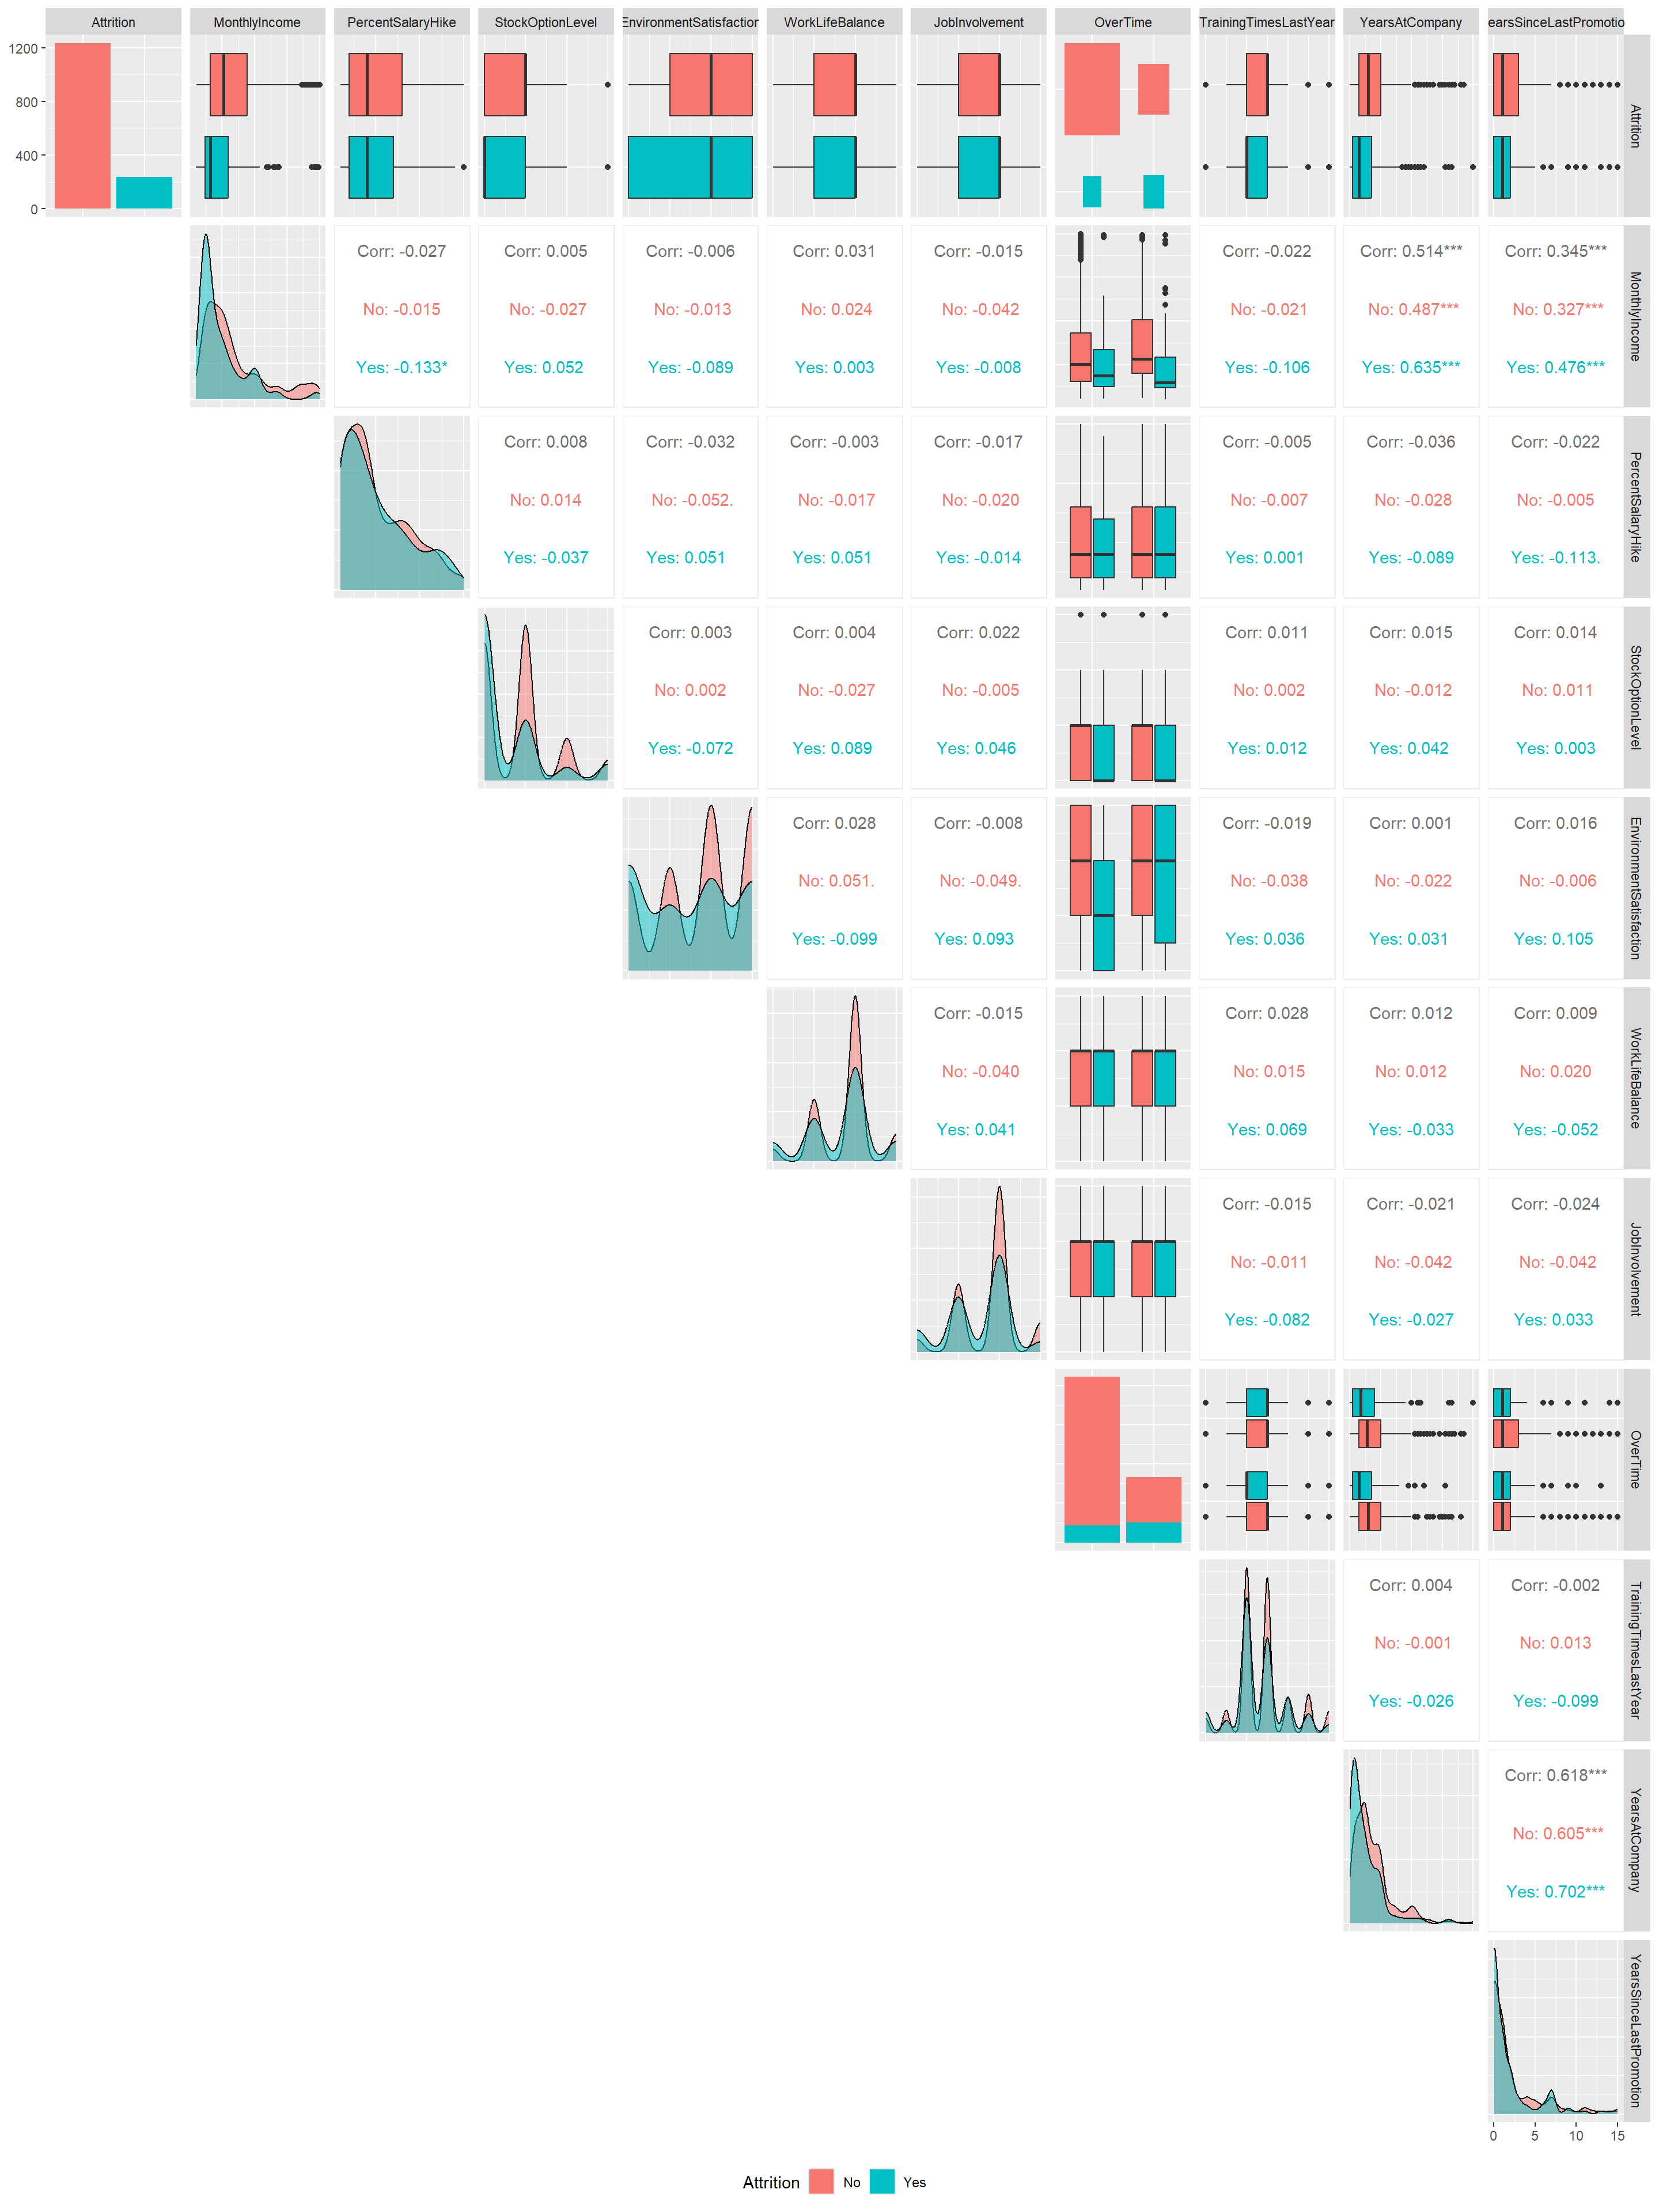 Attrition
MonthlyIncome
PercentSalaryHike
StockOptionLevel
EnvironmentSatisfaction
WorkLifeBalance
JobInvolvement
OverTime
TrainingTimesLastYear
YearsAtCompany
earsSinceLastPromotio
1200
800
400
0
Attrition
Corr: -0.027
Corr: 0.005
Corr: -0.006
Corr: 0.031
Corr: -0.015
Corr: -0.022
Corr: 0.514***
Corr: 0.345***
No: -0.015
No: -0.027
No: -0.013
No: 0.024
No: -0.042
No: -0.021
No: 0.487***
No: 0.327***
Yes: -0.133*
Yes: 0.052
Yes: -0.089
Yes: 0.003
Yes: -0.008
Yes: -0.106
Yes: 0.635***
Yes: 0.476***
MonthlyIncome
Corr: 0.008
Corr: -0.032
Corr: -0.003
Corr: -0.017
Corr: -0.005
Corr: -0.036
Corr: -0.022
No: 0.014
No: -0.052.
No: -0.017
No: -0.020
No: -0.007
No: -0.028
No: -0.005
Yes: -0.037
Yes: 0.051
Yes: 0.051
Yes: -0.014
Yes: 0.001
Yes: -0.089
Yes: -0.113.
PercentSalaryHike
Corr: 0.003
Corr: 0.004
Corr: 0.022
Corr: 0.011
Corr: 0.015
Corr: 0.014
No: 0.002
No: -0.027
No: -0.005
No: 0.002
No: -0.012
No: 0.011
Yes: -0.072
Yes: 0.089
Yes: 0.046
Yes: 0.012
Yes: 0.042
Yes: 0.003
StockOptionLevel
Corr: 0.028
Corr: -0.008
Corr: -0.019
Corr: 0.001
Corr: 0.016
No: 0.051.
No: -0.049.
No: -0.038
No: -0.022
No: -0.006
Yes: -0.099
Yes: 0.093
Yes: 0.036
Yes: 0.031
Yes: 0.105
EnvironmentSatisfaction
Corr: -0.015
Corr: 0.028
Corr: 0.012
Corr: 0.009
No: -0.040
No: 0.015
No: 0.012
No: 0.020
Yes: 0.041
Yes: 0.069
Yes: -0.033
Yes: -0.052
WorkLifeBalance
Corr: -0.015
Corr: -0.021
Corr: -0.024
No: -0.011
No: -0.042
No: -0.042
Yes: -0.082
Yes: -0.027
Yes: 0.033
JobInvolvement
OverTime
Corr: 0.004
Corr: -0.002
No: -0.001
No: 0.013
Yes: -0.026
Yes: -0.099
TrainingTimesLastYear
Corr: 0.618***
No: 0.605***
Yes: 0.702***
YearsAtCompany
YearsSinceLastPromotion
0
5
10
15
Attrition
No
Yes